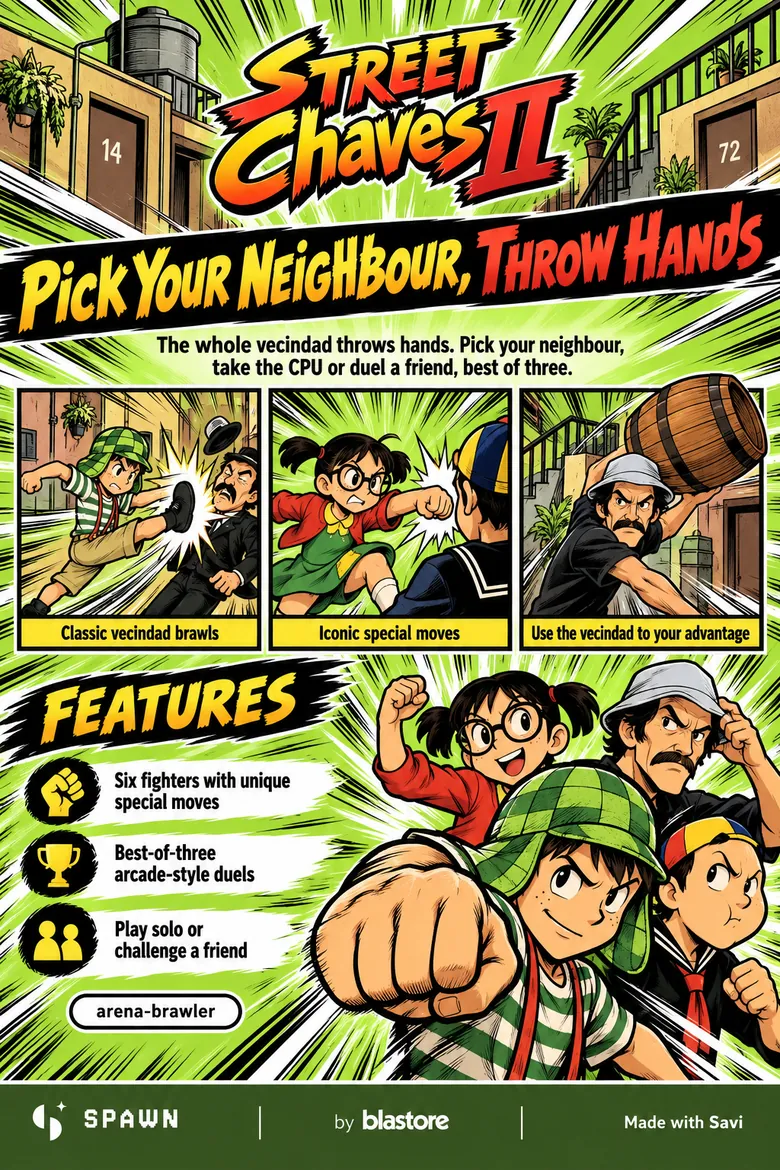 STREET
Chaves II
14
72
Pick Your Neighbour, Throw Hands
The whole vecindad throws hands. Pick your neighbour,
take the CPU or duel a friend, best of three.
Classic vecindad brawls
Iconic special moves
Use the vecindad to your advantage
FEATURES
Six fighters with unique
special moves
Best-of-three
arcade-style duels
Play solo or
challenge a friend
arena-brawler
SPAWN
by blastore
Made with Savi